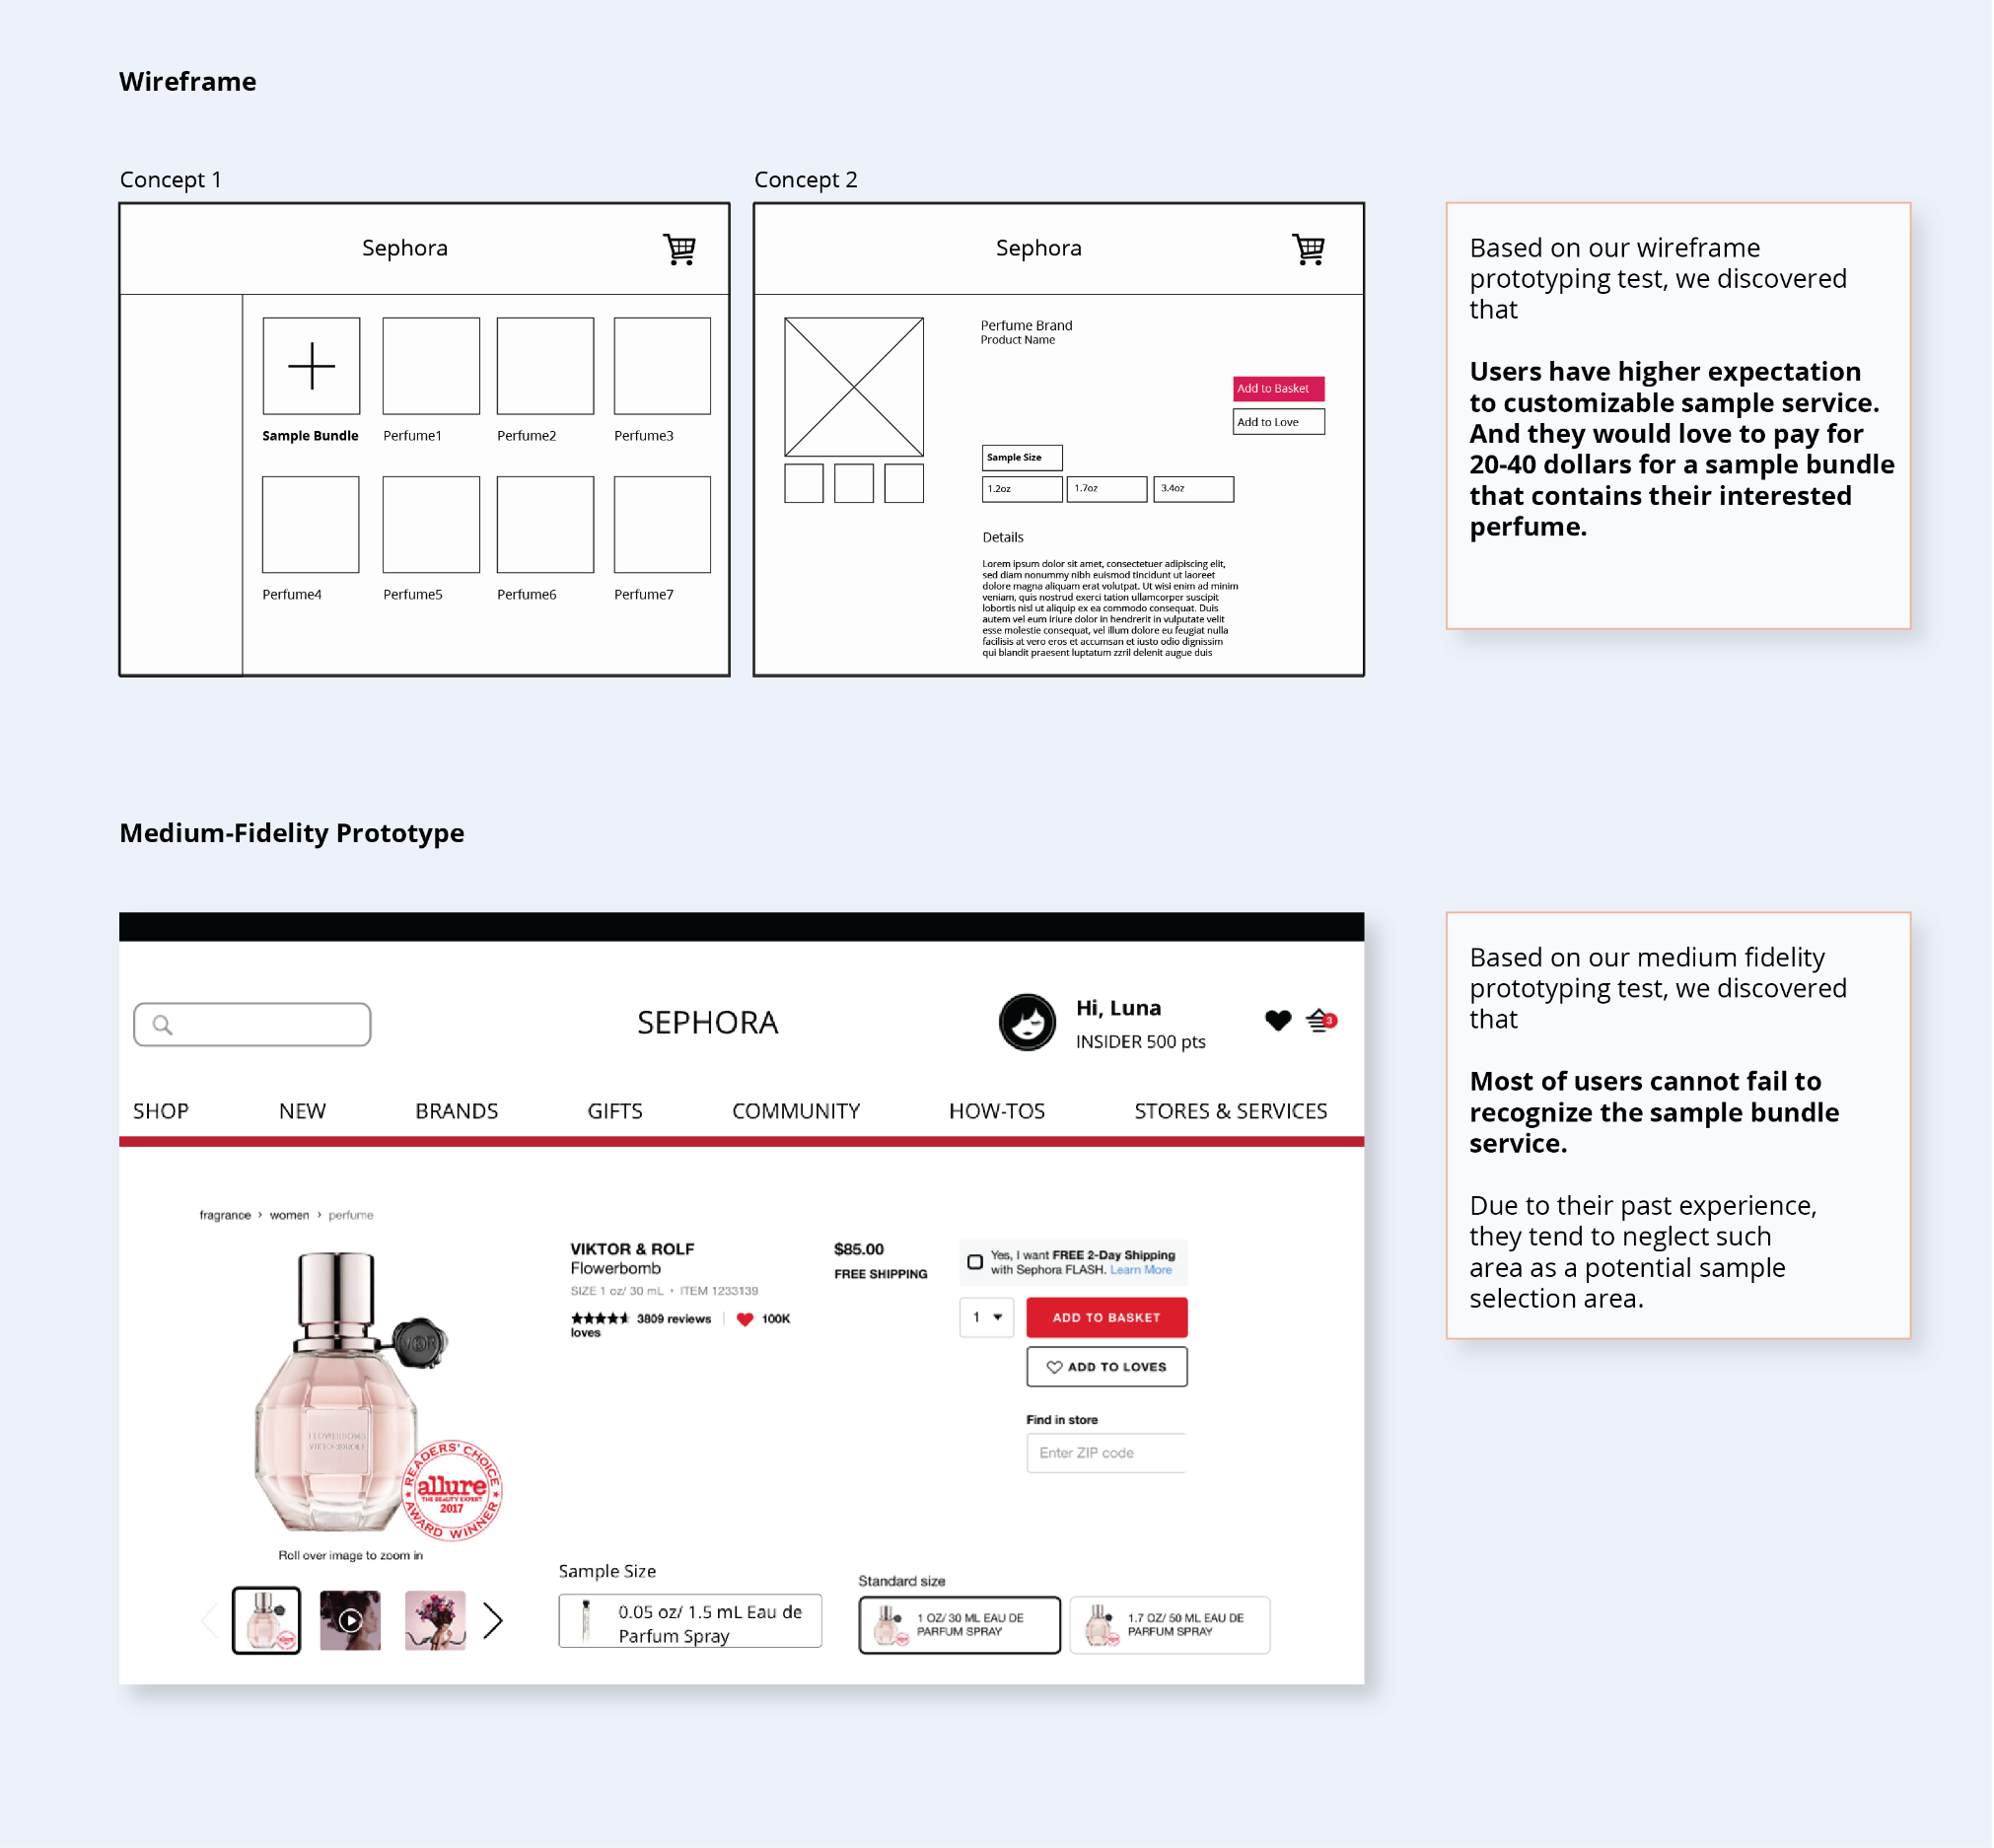 Wireframe
Concept 1
Concept 2
Sephora
Sample Bundle
Perfume1
Perfume2
Perfume3
Perfume4
Perfume5
Perfume6
Perfume7
Sephora
Perfume Brand
Product Name
Add to Basket
Add to Love
Sample Size
1.2oz
1.7oz
3.4oz
Details
Lorem ipsum dolor sit amet, consectetuer adipiscing elit,
sed diam nonummy nibh euismod tincidunt ut laoreet
dolore magna aliquam erat volutpat. Ut wisi enim ad minim
veniam, quis nostrud exerci tation ullamcorper suscipit
lobortis nisl ut aliquip ex ea commodo consequat. Duis
autem vel eum iriure dolor in hendrerit in vulputate velit
esse molestie consequat, vel illum dolore eu feugiat nulla
facilisis at vero eros et accumsan et iusto odio dignissim
qui blandit praesent luptatum zzril delenit augue duis
Based on our wireframe
prototyping test, we discovered
that
Users have higher expectation
to customizable sample service.
And they would love to pay for
20-40 dollars for a sample bundle
that contains their interested
perfume.
Medium-Fidelity Prototype
SEPHORA
Hi, Luna
INSIDER 500 pts
3
SHOP
NEW
BRANDS
GIFTS
COMMUNITY
HOW-TOS
STORES & SERVICES
fragrance › women › perfume
VIKTOR & ROLF
Flowerbomb
SIZE 1 oz/ 30 mL • ITEM 1233139
3809 reviews
100K
loves
$85.00
FREE SHIPPING
Yes, I want FREE 2-Day Shipping
with Sephora FLASH. Learn More
1
ADD TO BASKET
ADD TO LOVES
Find in store
Enter ZIP code
FLOWERBOMB
VIKTOR&ROLF
READERS' CHOICE
allure
THE BEAUTY EXPERT
2017
AWARD WINNER
Roll over image to zoom in
Sample Size
0.05 oz/ 1.5 mL Eau de
Parfum Spray
Standard size
1 OZ/ 30 ML EAU DE
PARFUM SPRAY
1.7 OZ/ 50 ML EAU DE
PARFUM SPRAY
Based on our medium fidelity
prototyping test, we discovered
that
Most of users cannot fail to
recognize the sample bundle
service.
Due to their past experience,
they tend to neglect such
area as a potential sample
selection area.